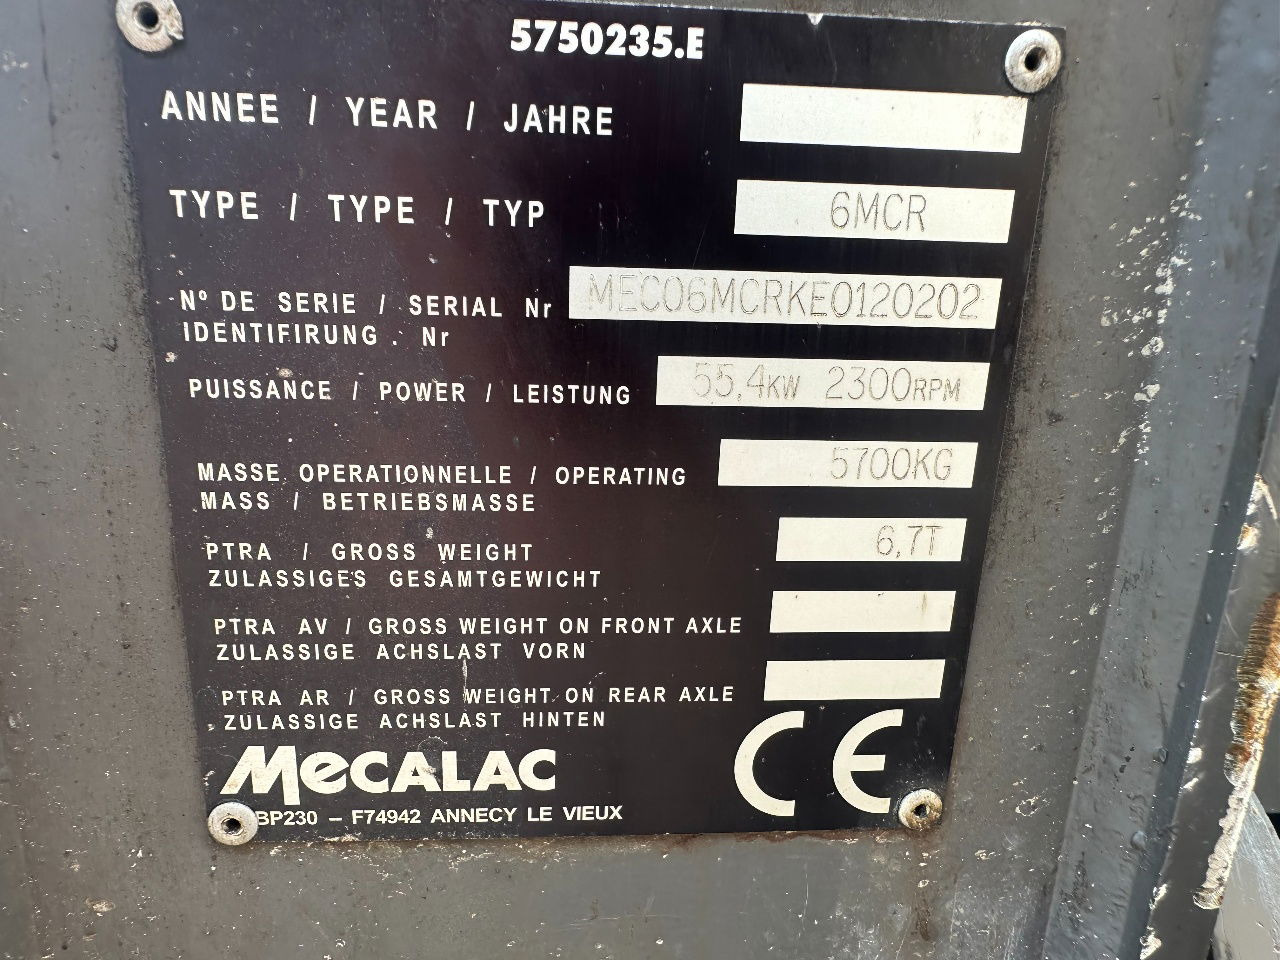 5750235.E
ANNEE / YEAR / JAHRE
TYPE / TYPE / TYP 6MCR
Nº DE SERIE / SERIAL Nr MEC06MCRKE0120202
IDENTIFIRUNG . Nr
PUISSANCE / POWER / LEISTUNG 55,4KW 2300RPM
MASSE OPERATIONNELLE / OPERATING 5700KG
MASS / BETRIEBSMASSE
PTRA / GROSS WEIGHT 6,7T
ZULASSIGES GESAMTGEWICHT
PTRA AV / GROSS WEIGHT ON FRONT AXLE
ZULASSIGE ACHSLAST VORN
PTRA AR / GROSS WEIGHT ON REAR AXLE
ZULASSIGE ACHSLAST HINTEN
MeCALAC CE
BP230 – F74942 ANNECY LE VIEUX